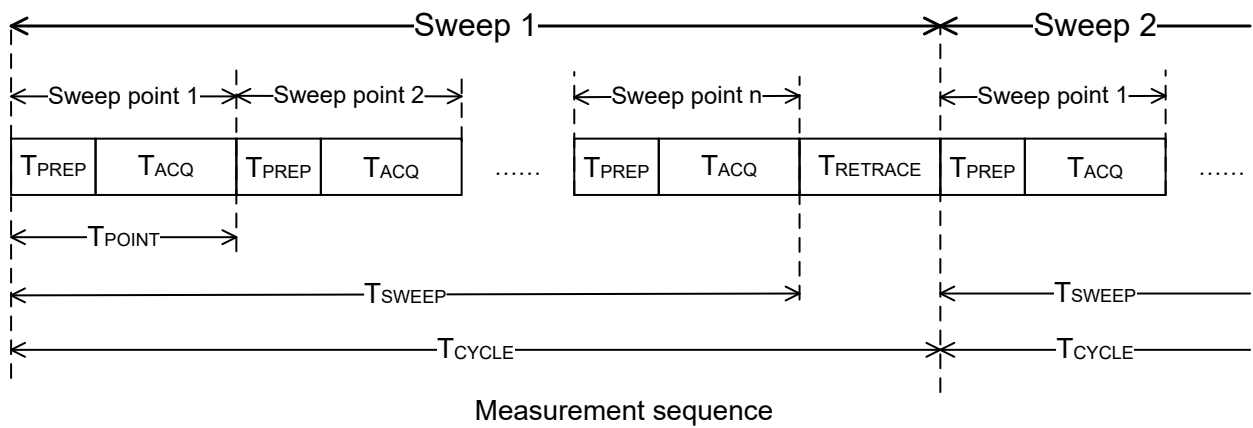 Sweep 1 Sweep 2
Sweep point 1 Sweep point 2 Sweep point n Sweep point 1
TPREP TACQ TPREP TACQ ...... TPREP TACQ TRETRACE TPREP TACQ ......
TPOINT
TSWEEP TSWEEP
TCYCLE TCYCLE
Measurement sequence